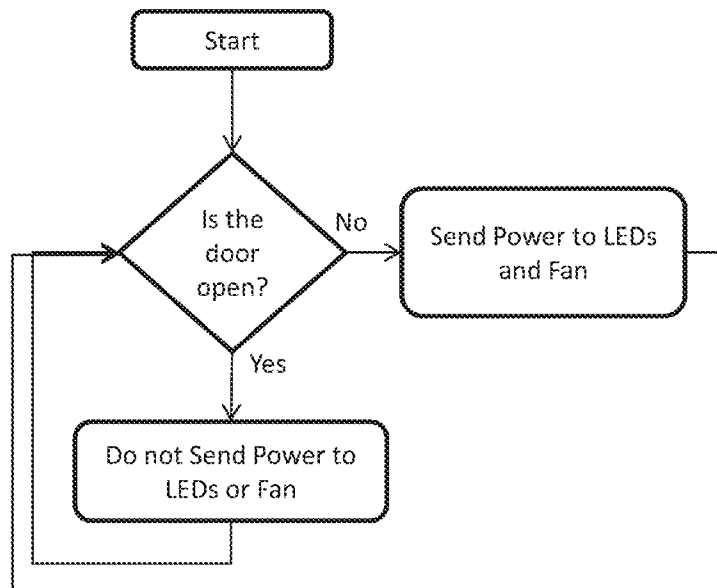 Start
Is the
door
open?
No
Send Power to LEDs
and Fan
Yes
Do not Send Power to
LEDs or Fan